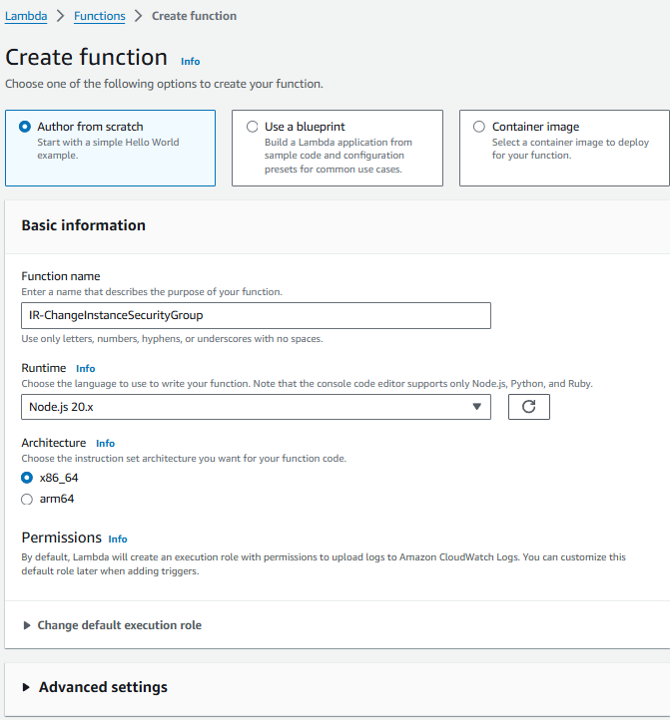 Lambda > Functions > Create function
Create function Info
Choose one of the following options to create your function.
Author from scratch
Start with a simple Hello World
example.
Use a blueprint
Build a Lambda application from
sample code and configuration
presets for common use cases.
Container image
Select a container image to deploy
for your function.
Basic information
Function name
Enter a name that describes the purpose of your function.
IR-ChangeInstanceSecurityGroup
Use only letters, numbers, hyphens, or underscores with no spaces.
Runtime Info
Choose the language to use to write your function. Note that the console code editor supports only Node.js, Python, and Ruby.
Node.js 20.x
Architecture Info
Choose the instruction set architecture you want for your function code.
x86_64
arm64
Permissions Info
By default, Lambda will create an execution role with permissions to upload logs to Amazon CloudWatch Logs. You can customize this
default role later when adding triggers.
Change default execution role
Advanced settings